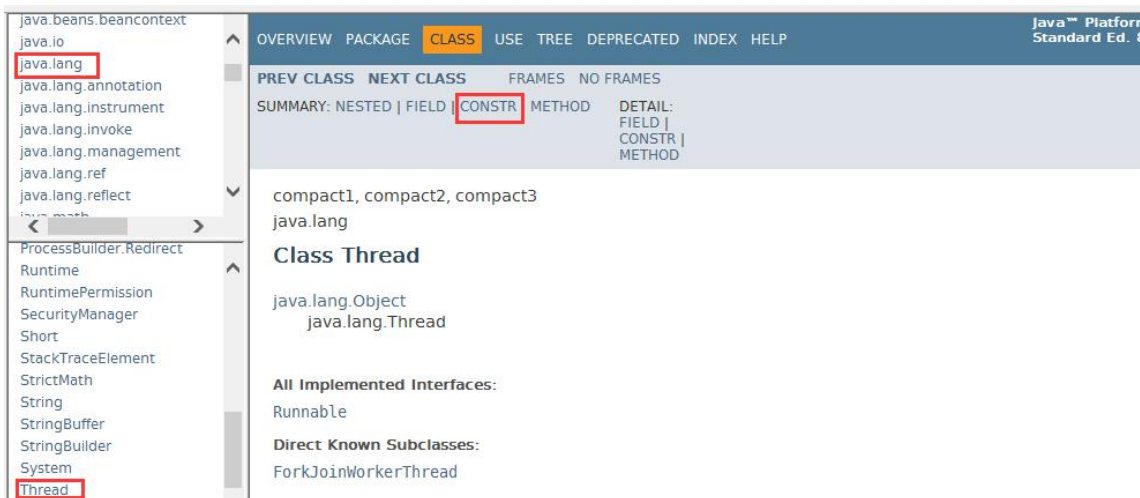 java.beans.beancontext
java.io
java.lang
java.lang.annotation
java.lang.instrument
java.lang.invoke
java.lang.management
java.lang.ref
java.lang.reflect
java.math
ProcessBuilder.Redirect
Runtime
RuntimePermission
SecurityManager
Short
StackTraceElement
StrictMath
String
StringBuffer
StringBuilder
System
Thread
OVERVIEW PACKAGE CLASS USE TREE DEPRECATED INDEX HELP
Java™ Platfor
Standard Ed. 8
PREV CLASS NEXT CLASS FRAMES NO FRAMES
SUMMARY: NESTED | FIELD | CONSTR METHOD
DETAIL:
FIELD |
CONSTR |
METHOD
compact1, compact2, compact3
java.lang
Class Thread
java.lang.Object
java.lang.Thread
All Implemented Interfaces:
Runnable
Direct Known Subclasses:
ForkJoinWorkerThread